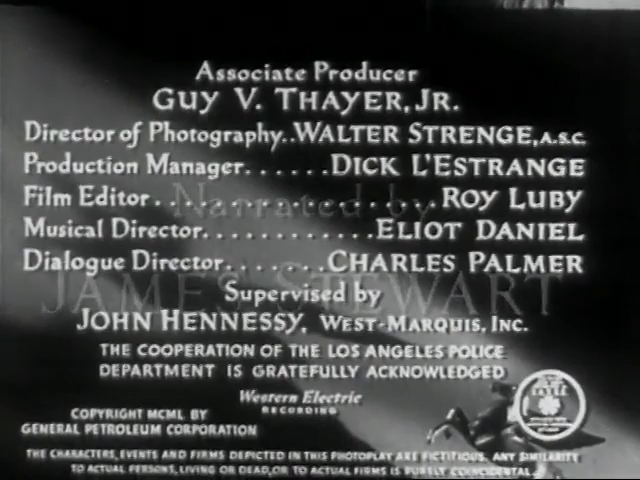 Associate Producer
GUY V. THAYER, JR.
Director of Photography..WALTER STRENGE, A.S.C.
Production Manager......DICK L'ESTRANGE
Film Editor..................ROY LUBY
Narrated by
Musical Director............ELIOT DANIEL
Dialogue Director.......CHARLES PALMER
JAMES STEWART
Supervised by
JOHN HENNESSY, WEST-MARQUIS, INC.
THE COOPERATION OF THE LOS ANGELES POLICE
DEPARTMENT IS GRATEFULLY ACKNOWLEDGED
Western Electric
RECORDING
COPYRIGHT MCML BY
GENERAL PETROLEUM CORPORATION
THE CHARACTERS, EVENTS AND FIRMS DEPICTED IN THIS PHOTOPLAY ARE FICTITIOUS. ANY SIMILARITY
TO ACTUAL PERSONS, LIVING OR DEAD, OR TO ACTUAL FIRMS IS PURELY COINCIDENTAL.